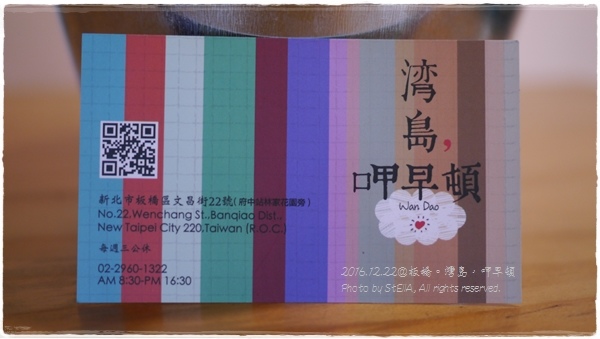 湾島,
呷早頓
Wan Dao
新北市板橋區文昌街22號(府中站林家花園旁)
No.22,Wenchang St.,Banqiao Dist.,
New Taipei City 220,Taiwan (R.O.C.)
每週三公休
02-2960-1322
AM 8:30-PM 16:30
2016.12.22@板橋。灣島，呷早頓
Photo by StEllA, All rights reserved.